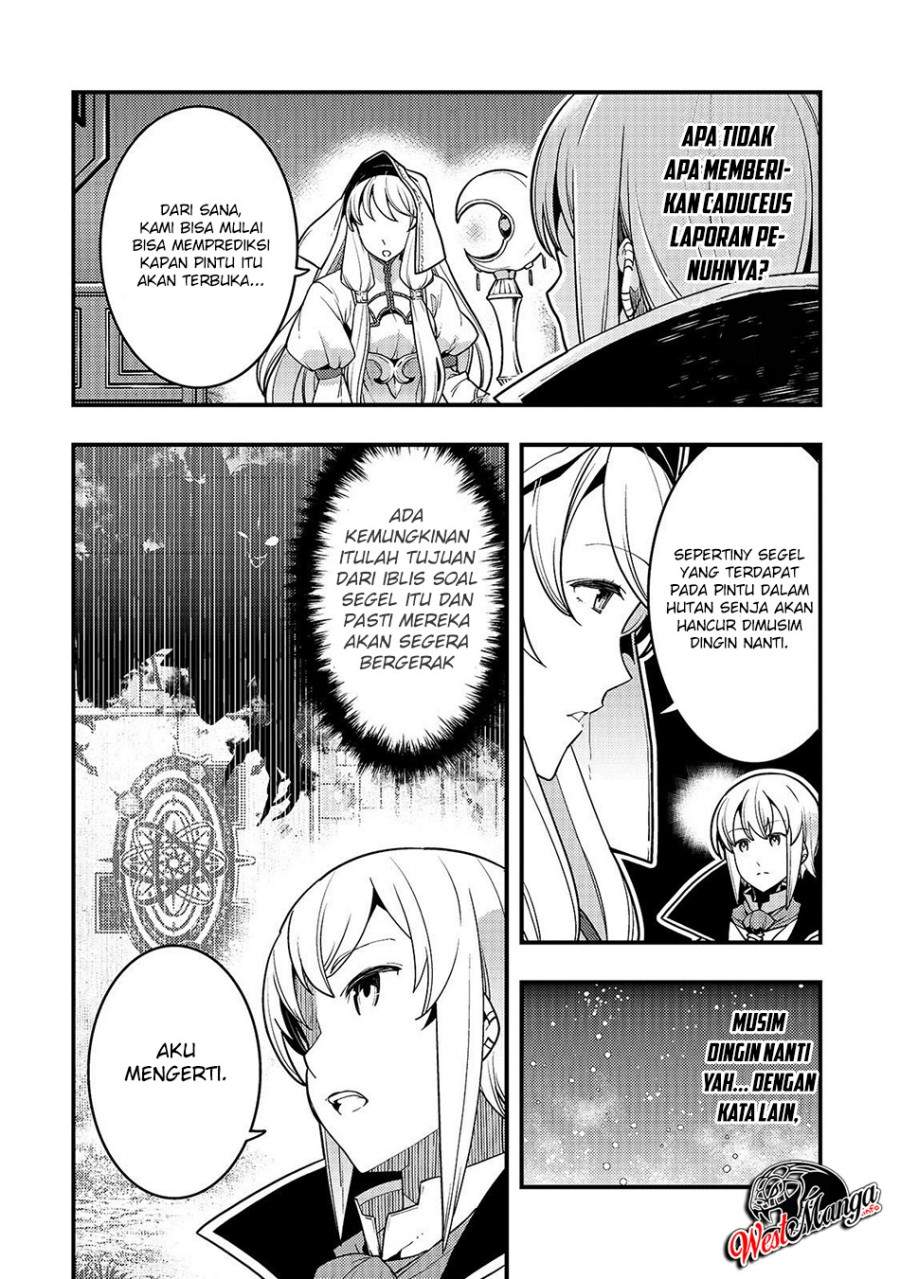 APA TIDAK
APA MEMBERI-
KAN CADUCEUS
LAPORAN PE-
NUHNYA?
DARI SANA,
KAMI BISA MULAI
BISA MEMPREDIKSI
KAPAN PINTU ITU
AKAN TERBUKA...
SEPERTINY SEGEL
YANG TERDAPAT
PADA PINTU DALAM
HUTAN SENJA AKAN
HANCUR DIMUSIM
DINGIN NANTI.
MUSIM
DINGIN NANTI
YAH... DENGAN
KATA LAIN,
ADA
KEMUNGKINAN
ITULAH TUJUAN
DARI IBLIS SOAL
SEGEL ITU DAN
PASTI MEREKA
AKAN SEGERA
BERGERAK
AKU
MENGERTI.
WestManga
.info